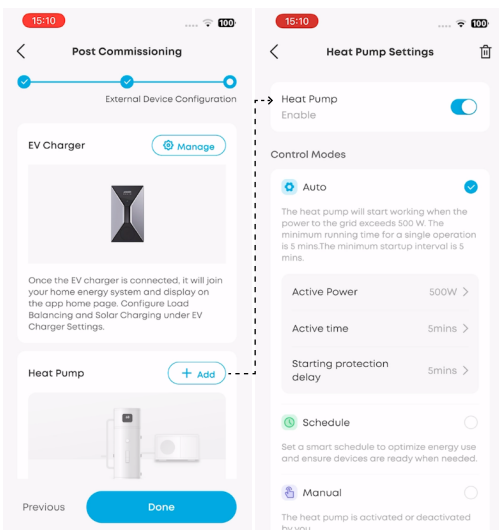 15:10
100
Post Commissioning
External Device Configuration
EV Charger
Manage
Once the EV charger is connected, it will join
your home energy system and display on
the app home page. Configure Load
Balancing and Solar Charging under EV
Charger Settings.
Heat Pump
+ Add
Previous
Done
15:10
100
Heat Pump Settings
Heat Pump
Enable
Control Modes
Auto
The heat pump will start working when the
power to the grid exceeds 500 W. The
minimum running time for a single operation
is 5 mins.The minimum startup interval is 5
mins.
Active Power
500W
Active time
5mins
Starting protection
delay
5mins
Schedule
Set a smart schedule to optimize energy use
and ensure devices are ready when needed.
Manual
The heat pump is activated or deactivated
by you.